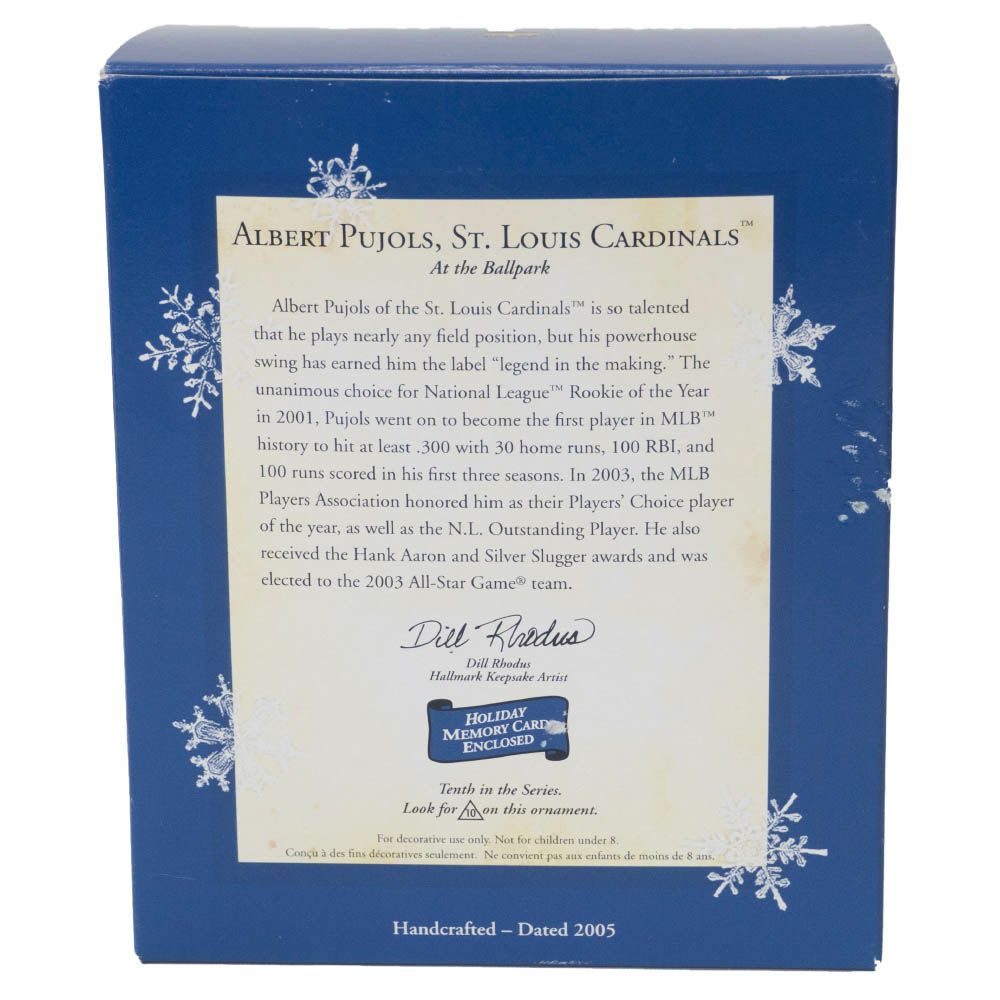 ALBERT PUJOLS, ST. LOUIS CARDINALS™
At the Ballpark
Albert Pujols of the St. Louis Cardinals™ is so talented
that he plays nearly any field position, but his powerhouse
swing has earned him the label “legend in the making.” The
unanimous choice for National League™ Rookie of the Year
in 2001, Pujols went on to become the first player in MLB™
history to hit at least .300 with 30 home runs, 100 RBI, and
100 runs scored in his first three seasons. In 2003, the MLB
Players Association honored him as their Players’ Choice player
of the year, as well as the N.L. Outstanding Player. He also
received the Hank Aaron and Silver Slugger awards and was
elected to the 2003 All-Star Game® team.
Dill Rhodus
Dill Rhodus
Hallmark Keepsake Artist
HOLIDAY
MEMORY CARD
ENCLOSED
Tenth in the Series.
Look for 10 on this ornament.
For decorative use only. Not for children under 8.
Conçu à des fins décoratives seulement. Ne convient pas aux enfants de moins de 8 ans.
Handcrafted – Dated 2005